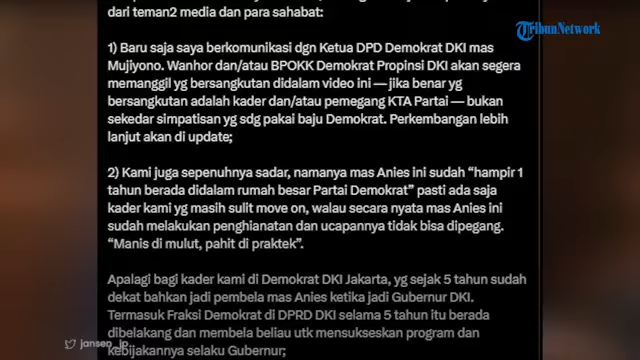 dari teman2 media dan para sahabat:
TribunNetwork
1) Baru saja saya berkomunikasi dgn Ketua DPD Demokrat DKI mas
Mujiyono. Wanhor dan/atau BPOKK Demokrat Propinsi DKI akan segera
memanggil yg bersangkutan didalam video ini — jika benar yg
bersangkutan adalah kader dan/atau pemegang KTA Partai — bukan
sekedar simpatisan yg sdg pakai baju Demokrat. Perkembangan lebih
lanjut akan di update;
2) Kami juga sepenuhnya sadar, namanya mas Anies ini sudah “hampir 1
tahun berada didalam rumah besar Partai Demokrat” pasti ada saja
kader kami yg masih sulit move on, walau secara nyata mas Anies ini
sudah melakukan penghianatan dan ucapannya tidak bisa dipegang.
“Manis di mulut, pahit di praktek”.
Apalagi bagi kader kami di Demokrat DKI Jakarta, yg sejak 5 tahun sudah
dekat bahkan jadi pembela mas Anies ketika jadi Gubernur DKI.
Termasuk Fraksi Demokrat di DPRD DKI selama 5 tahun itu berada
dibelakang dan membela beliau utk mensukseskan program dan
kebijakannya selaku Gubernur;
jansen_jp